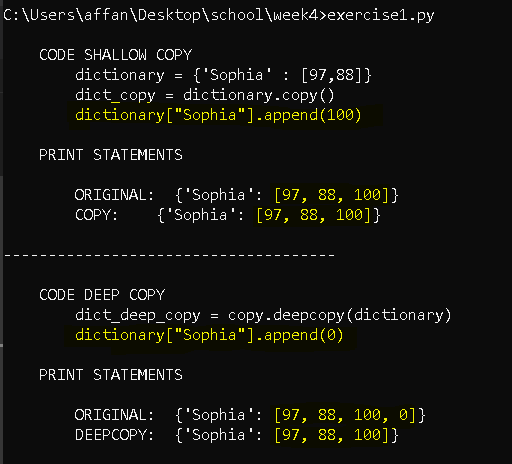 C:\Users\affan\Desktop\school\week4>exercise1.py
CODE SHALLOW COPY
dictionary = {'Sophia' : [97,88]}
dict_copy = dictionary.copy()
dictionary["Sophia"].append(100)
PRINT STATEMENTS
ORIGINAL: {'Sophia': [97, 88, 100]}
COPY: {'Sophia': [97, 88, 100]}
-------------------------------------
CODE DEEP COPY
dict_deep_copy = copy.deepcopy(dictionary)
dictionary["Sophia"].append(0)
PRINT STATEMENTS
ORIGINAL: {'Sophia': [97, 88, 100, 0]}
DEEPCOPY: {'Sophia': [97, 88, 100]}